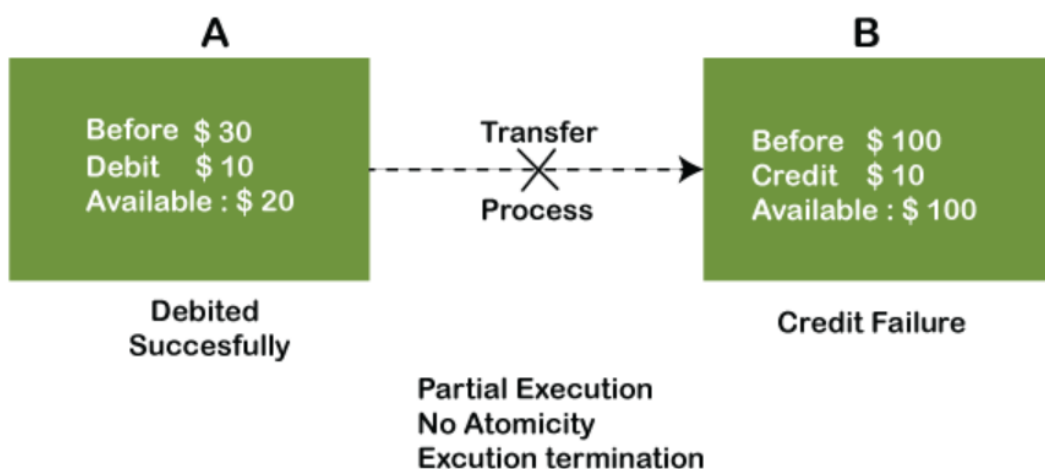 A
Before $ 30
Debit $ 10
Available : $ 20
Debited
Succesfully
Transfer
Process
B
Before $ 100
Credit $ 10
Available : $ 100
Credit Failure
Partial Execution
No Atomicity
Excution termination